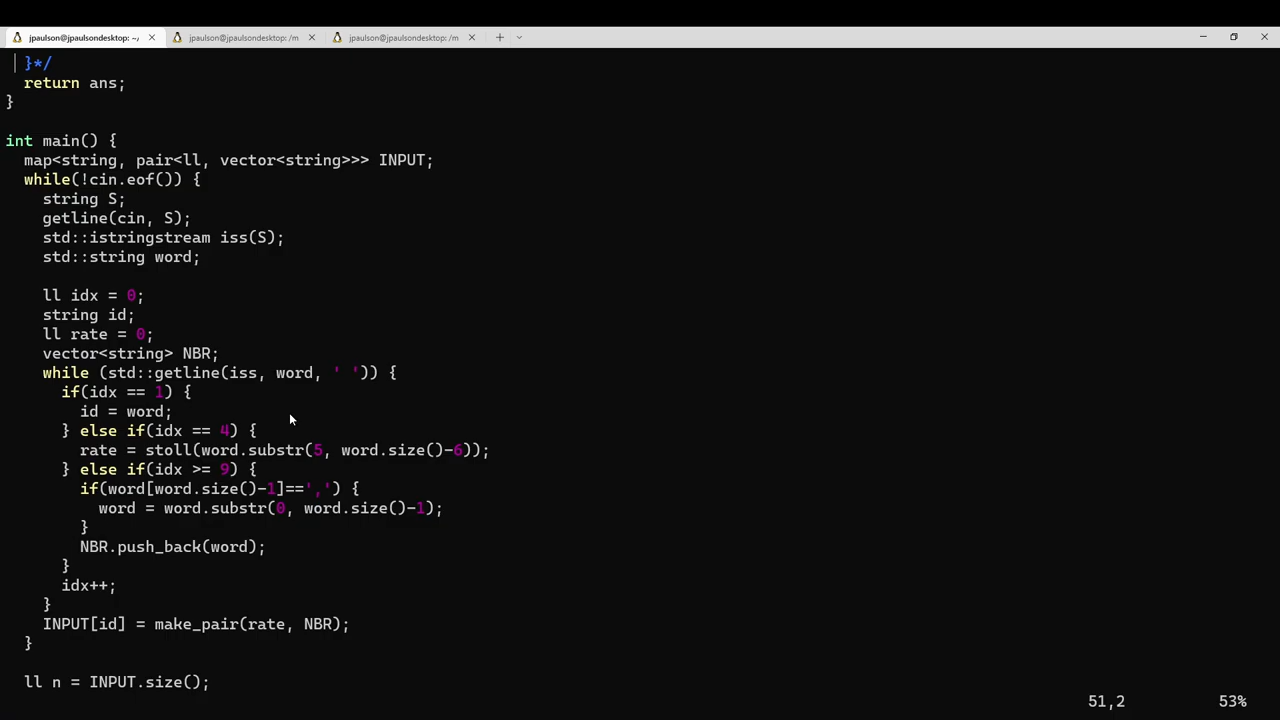 jpaulson@jpaulsondesktop: ~/
jpaulson@jpaulsondesktop: /m
jpaulson@jpaulsondesktop: /m
}*/
return ans;
}
int main() {
map<string, pair<ll, vector<string>>> INPUT;
while(!cin.eof()) {
string S;
getline(cin, S);
std::istringstream iss(S);
std::string word;
ll idx = 0;
string id;
ll rate = 0;
vector<string> NBR;
while (std::getline(iss, word, ' ')) {
if(idx == 1) {
id = word;
} else if(idx == 4) {
rate = stoll(word.substr(5, word.size()-6));
} else if(idx >= 9) {
if(word[word.size()-1]==',') {
word = word.substr(0, word.size()-1);
}
NBR.push_back(word);
}
idx++;
}
INPUT[id] = make_pair(rate, NBR);
}
ll n = INPUT.size();
51,2 53%